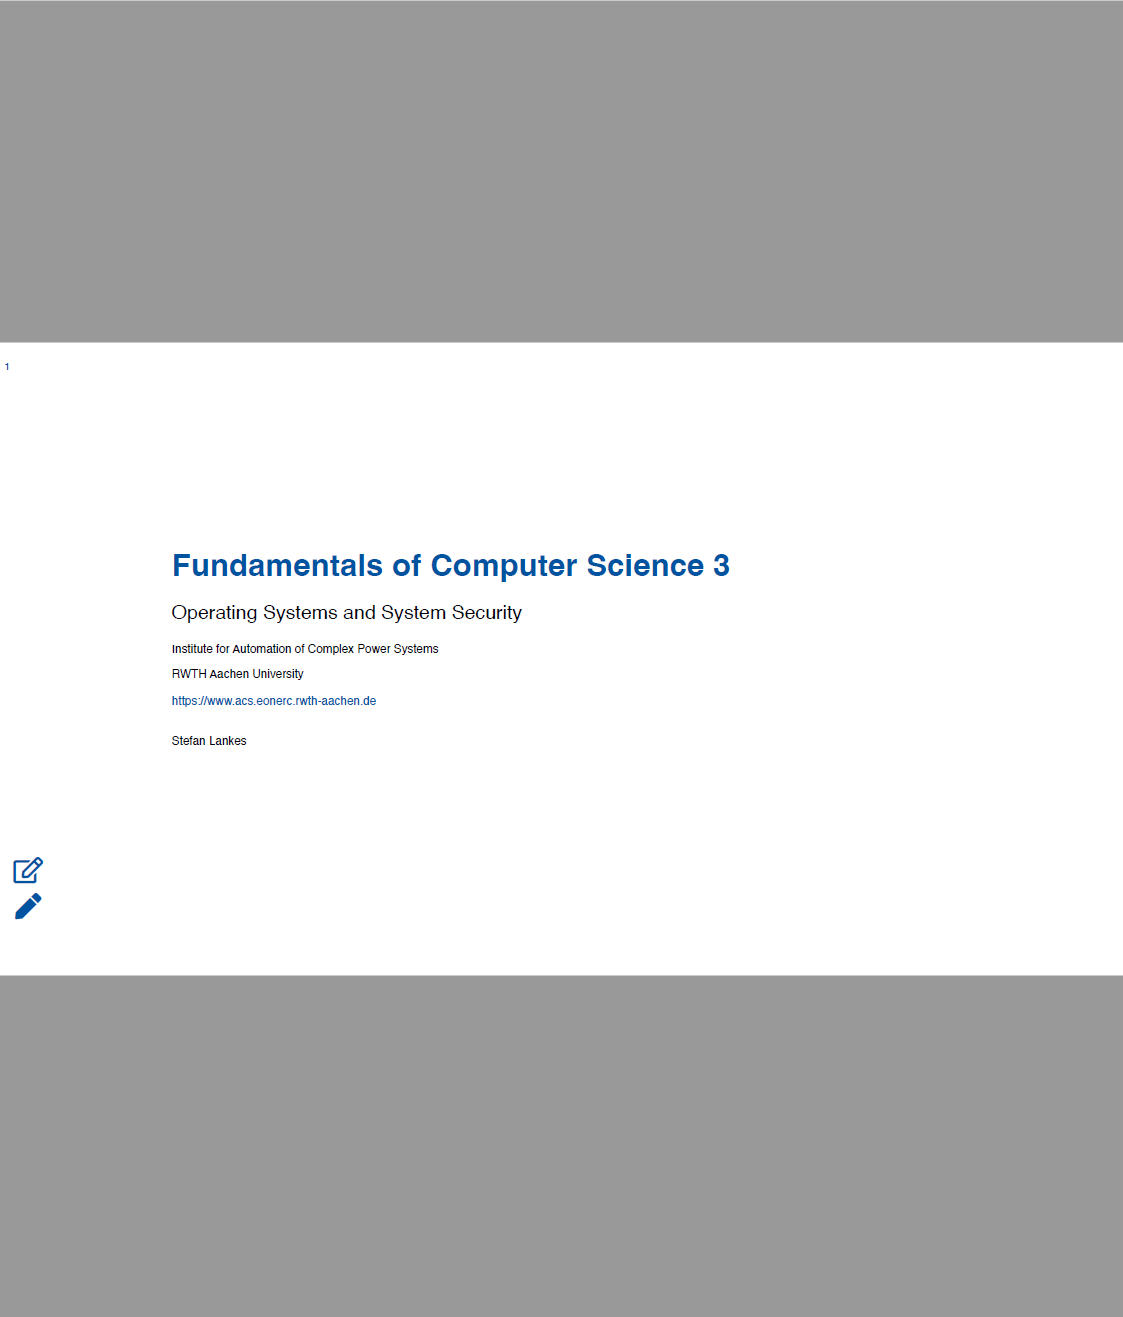 1
Fundamentals of Computer Science 3
Operating Systems and System Security
Institute for Automation of Complex Power Systems
RWTH Aachen University
https://www.acs.eonerc.rwth-aachen.de
Stefan Lankes